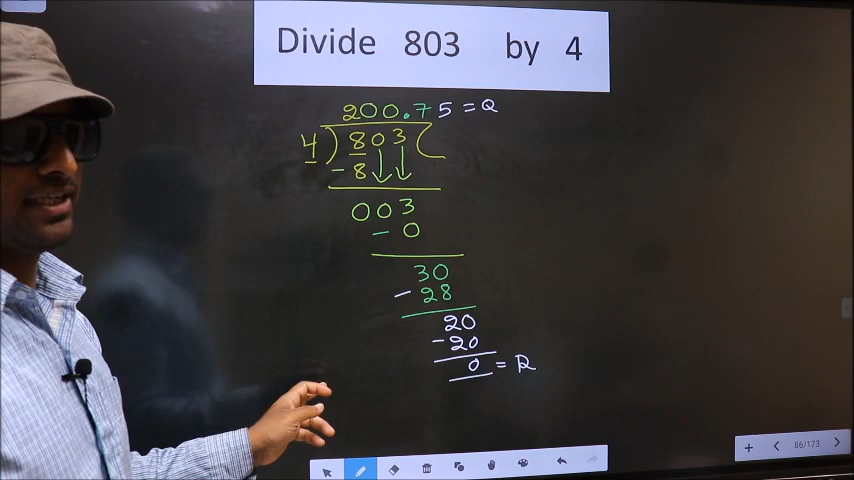 Divide 803 by 4
200.75 = Q
4 ) 803 (
- 8
003
- 0
30
- 28
20
- 20
0 = R
86/173